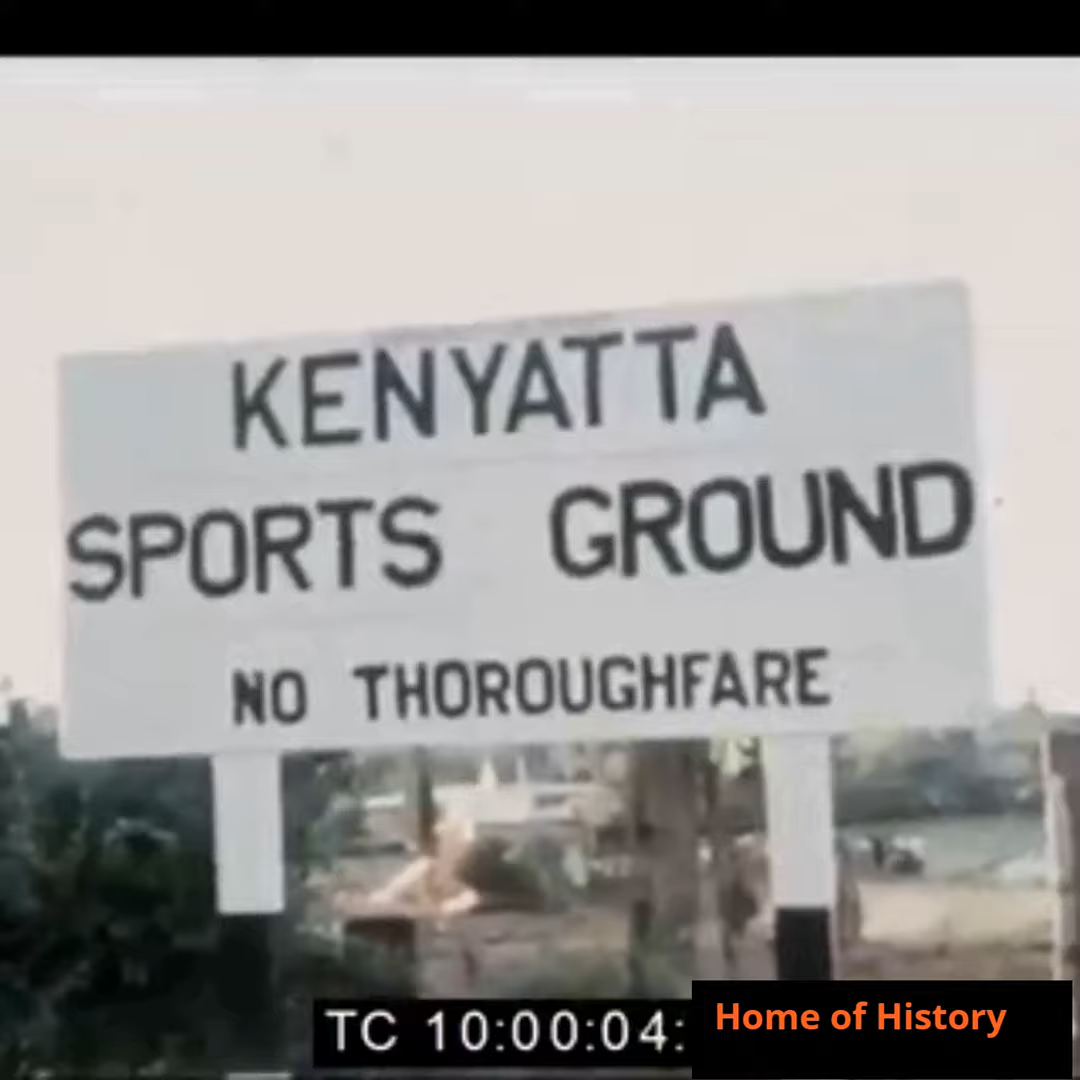 KENYATTA
SPORTS GROUND
NO THOROUGHFARE
TC 10:00:04:
Home of History